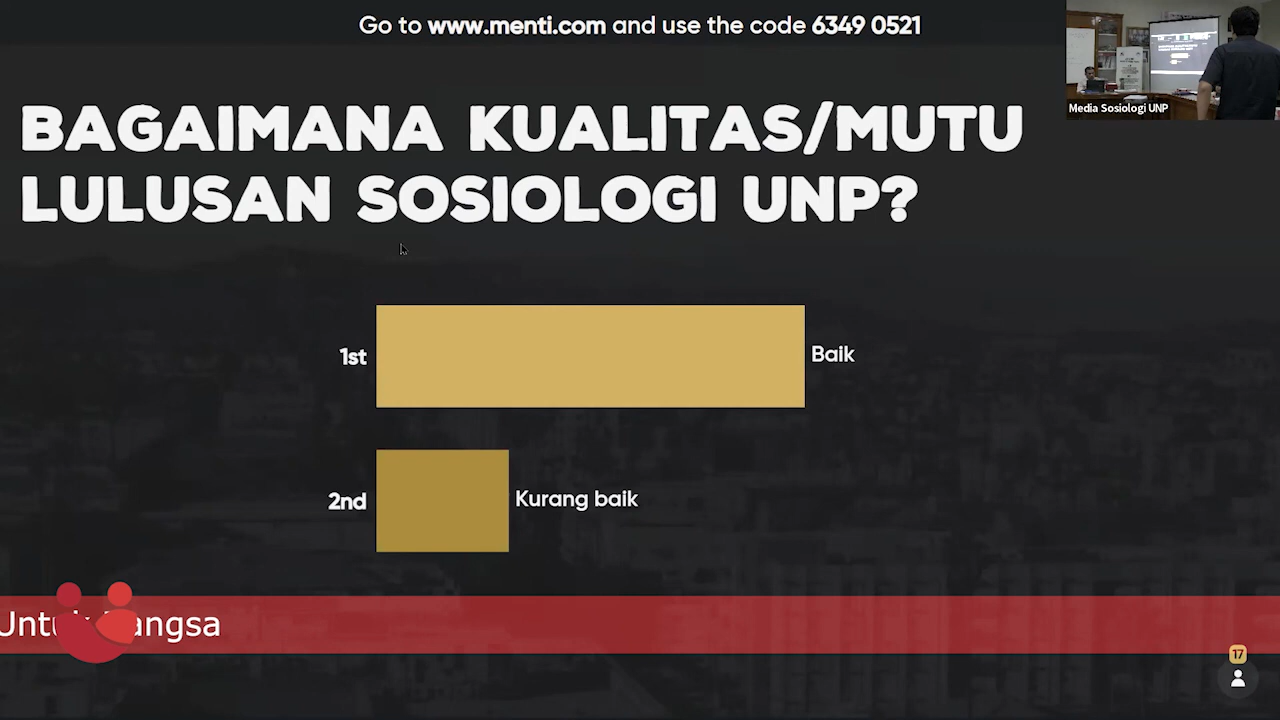 Go to www.menti.com and use the code 6349 0521
Media Sosiologi UNP
BAGAIMANA KUALITAS/MUTU
LULUSAN SOSIOLOGI UNP?
1st
Baik
2nd
Kurang baik
17